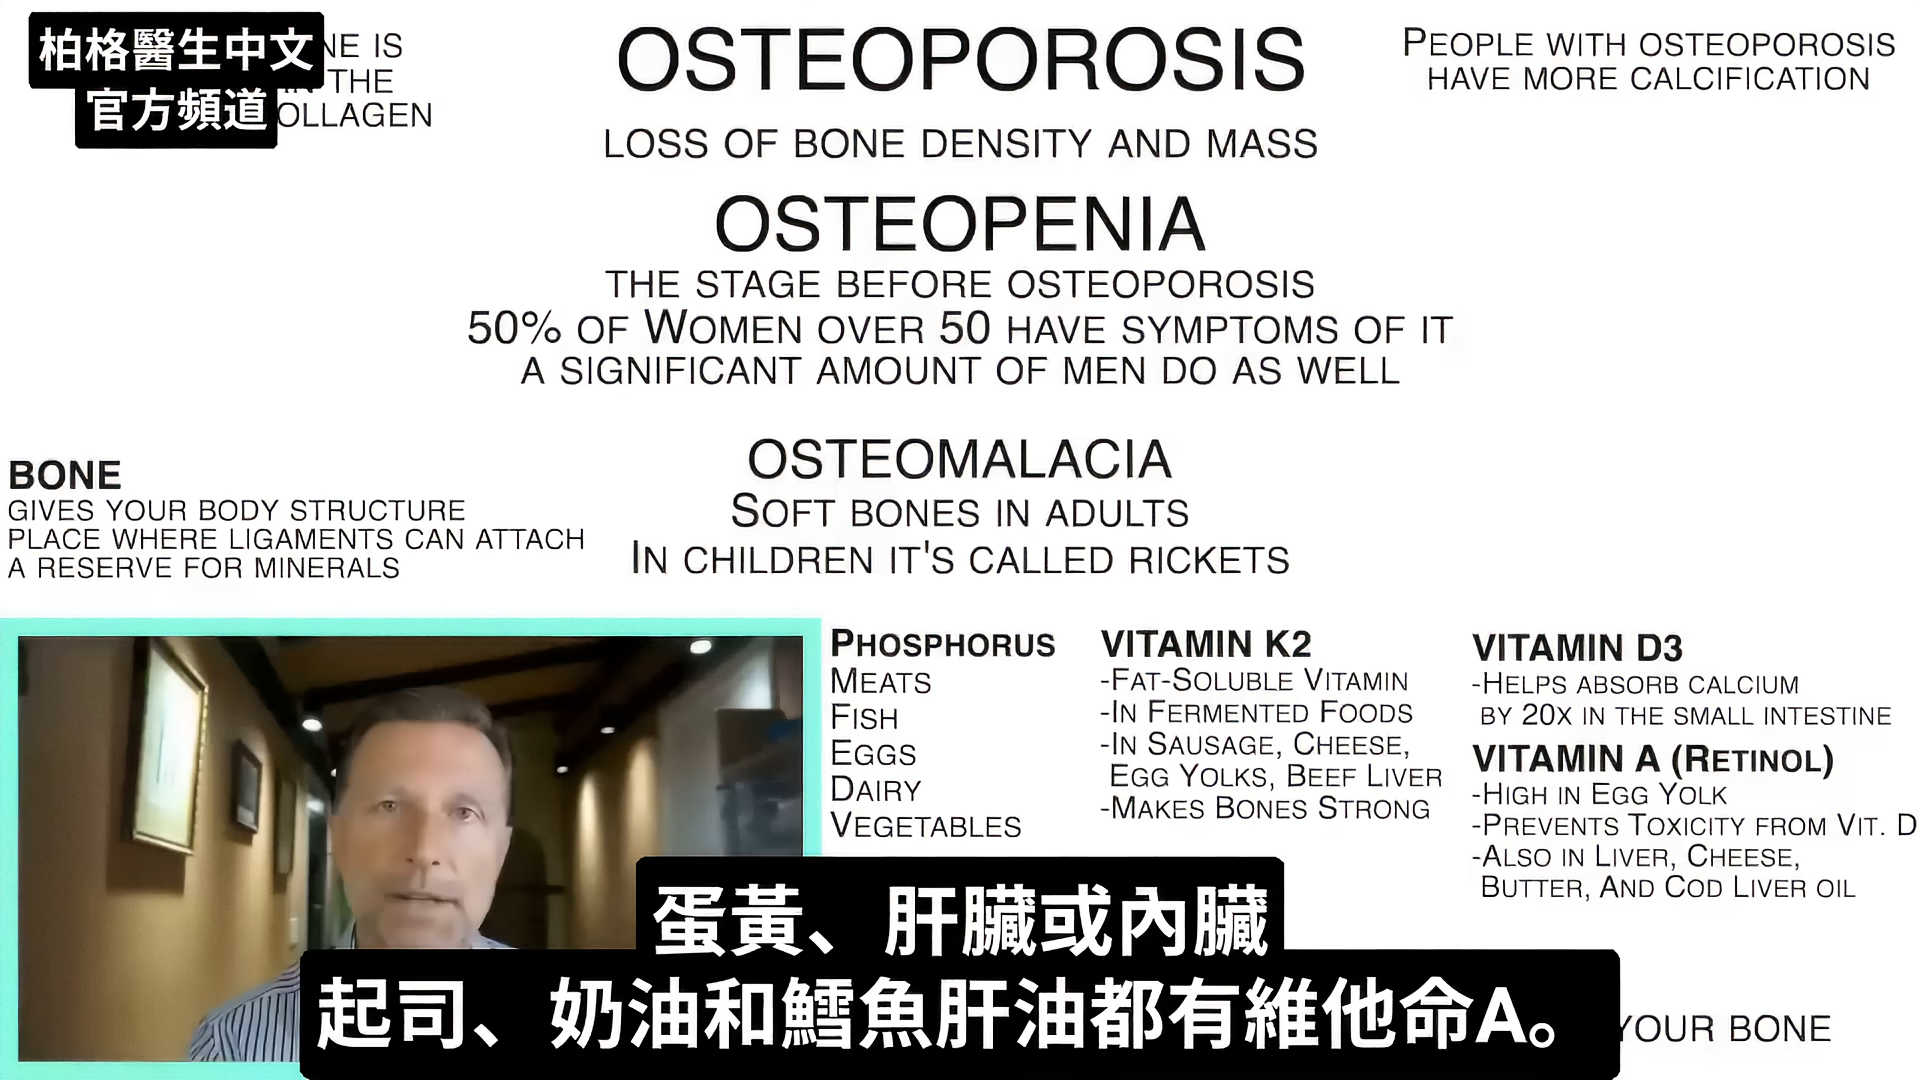 柏格醫生中文
官方頻道
NE IS
THE
OLLAGEN
OSTEOPOROSIS
LOSS OF BONE DENSITY AND MASS
PEOPLE WITH OSTEOPOROSIS
HAVE MORE CALCIFICATION
OSTEOPENIA
THE STAGE BEFORE OSTEOPOROSIS
50% OF WOMEN OVER 50 HAVE SYMPTOMS OF IT
A SIGNIFICANT AMOUNT OF MEN DO AS WELL
OSTEOMALACIA
SOFT BONES IN ADULTS
IN CHILDREN IT'S CALLED RICKETS
BONE
GIVES YOUR BODY STRUCTURE
PLACE WHERE LIGAMENTS CAN ATTACH
A RESERVE FOR MINERALS
PHOSPHORUS
MEATS
FISH
EGGS
DAIRY
VEGETABLES
VITAMIN K2
-FAT-SOLUBLE VITAMIN
-IN FERMENTED FOODS
-IN SAUSAGE, CHEESE,
EGG YOLKS, BEEF LIVER
-MAKES BONES STRONG
VITAMIN D3
-HELPS ABSORB CALCIUM
BY 20X IN THE SMALL INTESTINE
VITAMIN A (RETINOL)
-HIGH IN EGG YOLK
-PREVENTS TOXICITY FROM VIT. D
-ALSO IN LIVER, CHEESE,
BUTTER, AND COD LIVER OIL
蛋黃、肝臟或內臟
起司、奶油和鱈魚肝油都有維他命A。
YOUR BONE